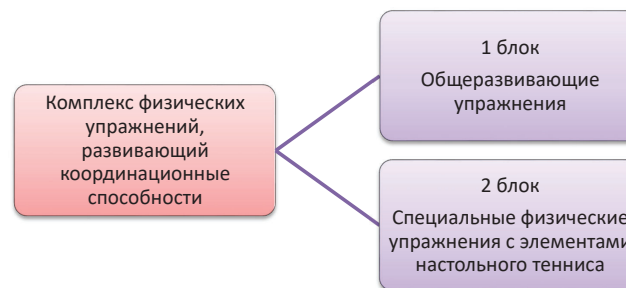 Комплекс физических
упражнений,
развивающий
координационные
способности
1 блок
Общеразвивающие
упражнения
2 блок
Специальные физические
упражнения с элементами
настольного тенниса